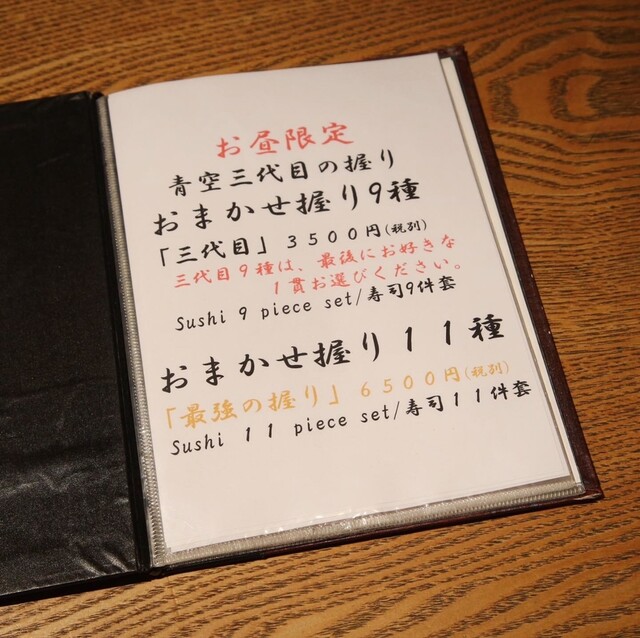 お昼限定
青空三代目の握り
おまかせ握り9種
「三代目」３５００円(税別)
三代目９種は、最後にお好きな
１貫お選びください。
Sushi 9 piece set/寿司9件套
おまかせ握り１１種
「最強の握り」６５００円(税別)
Sushi １１ piece set/寿司１１件套